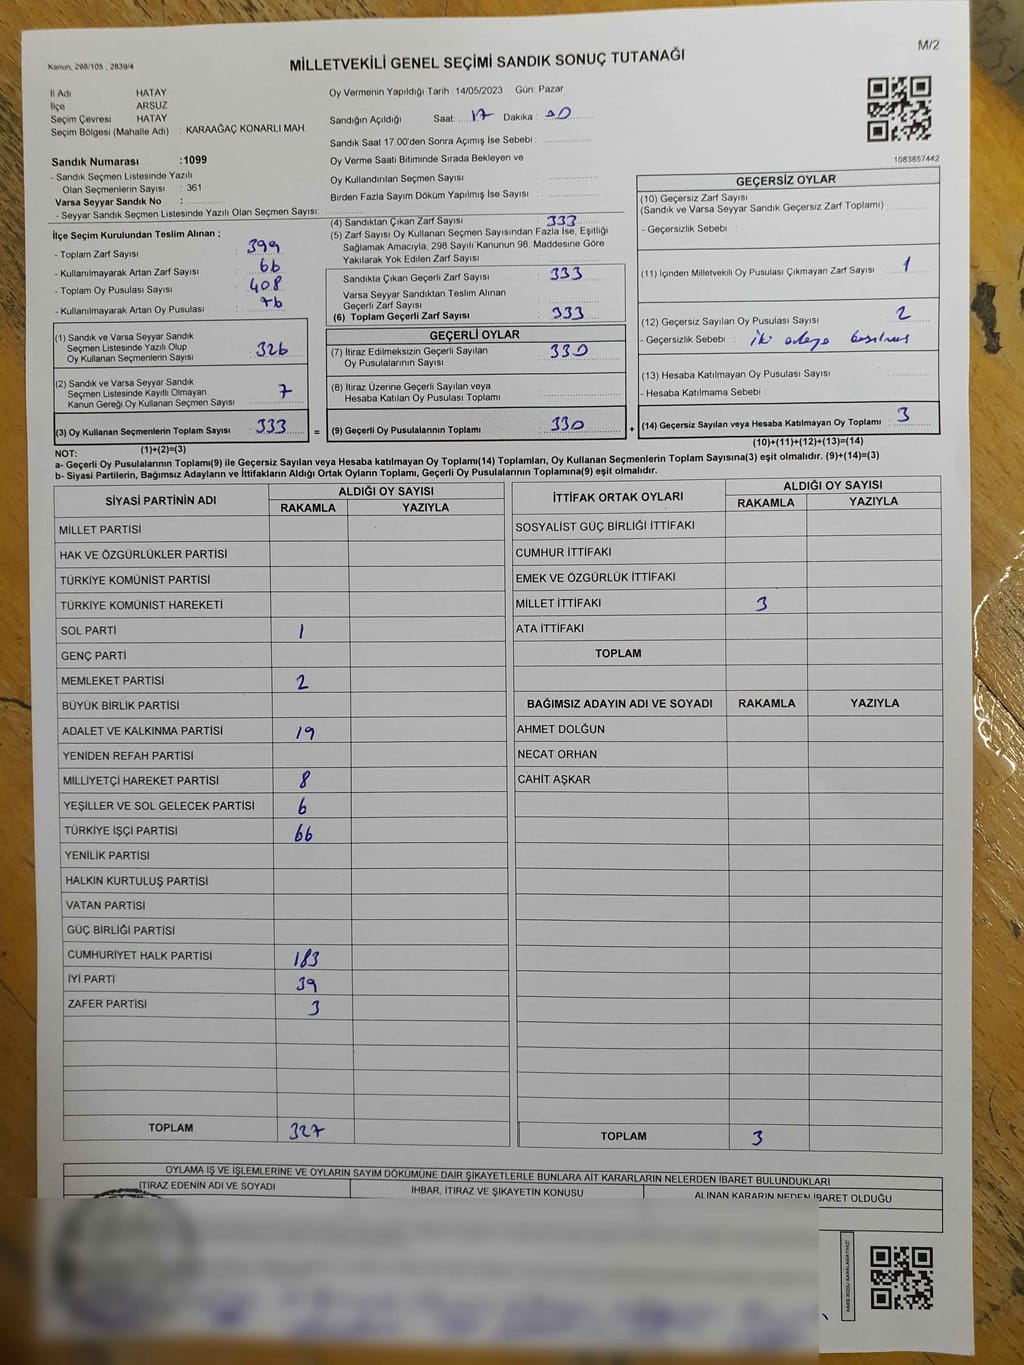 M/2
Kanun, 298/105 , 2839/4
MİLLETVEKİLİ GENEL SEÇİMİ SANDIK SONUÇ TUTANAĞI
İl Adı : HATAY
İlçe : ARSUZ
Seçim Çevresi : HATAY
Seçim Bölgesi (Mahalle Adı) : KARAAĞAÇ KONARLI MAH.
Sandık Numarası :1099
- Sandık Seçmen Listesinde Yazılı
Olan Seçmenlerin Sayısı : 361
Varsa Seyyar Sandık No :
- Seyyar Sandık Seçmen Listesinde Yazılı Olan Seçmen Sayısı:
İlçe Seçim Kurulundan Teslim Alınan ;
- Toplam Zarf Sayısı : 399
- Kullanılmayarak Artan Zarf Sayısı : 66
- Toplam Oy Pusulası Sayısı : 408
- Kullanılmayarak Artan Oy Pusulası : 76
(1) Sandık ve Varsa Seyyar Sandık
Seçmen Listesinde Yazılı Olup
Oy Kullanan Seçmenlerin Sayısı 326
(2) Sandık ve Varsa Seyyar Sandık
Seçmen Listesinde Kayıtlı Olmayan
Kanun Gereği Oy Kullanan Seçmen Sayısı 7
(3) Oy Kullanan Seçmenlerin Toplam Sayısı 333
(1)+(2)=(3)
Oy Vermenin Yapıldığı Tarih :14/05/2023 Gün: Pazar
Sandığın Açıldığı Saat: 17 Dakika : 00
Sandık Saat 17.00'den Sonra Açımış İse Sebebi :
Oy Verme Saati Bitiminde Sırada Bekleyen ve
Oy Kullandırılan Seçmen Sayısı :
Birden Fazla Sayım Döküm Yapılmış İse Sayısı :
(4) Sandıktan Çıkan Zarf Sayısı : 333
(5) Zarf Sayısı Oy Kullanan Seçmen Sayısından Fazla İse, Eşitliği
Sağlamak Amacıyla, 298 Sayılı Kanunun 98. Maddesine Göre
Yakılarak Yok Edilen Zarf Sayısı :
Sandıkta Çıkan Geçerli Zarf Sayısı : 333
Varsa Seyyar Sandıktan Teslim Alınan
Geçerli Zarf Sayısı :
(6) Toplam Geçerli Zarf Sayısı : 333
GEÇERLİ OYLAR
(7) İtiraz Edilmeksizin Geçerli Sayılan
Oy Pusulalarının Sayısı : 330
(8) İtiraz Üzerine Geçerli Sayılan veya
Hesaba Katılan Oy Pusulası Toplamı :
= (9) Geçerli Oy Pusulalarının Toplamı : 330 +
1083857442
GEÇERSİZ OYLAR
(10) Geçersiz Zarf Sayısı
(Sandık ve Varsa Seyyar Sandık Geçersiz Zarf Toplamı) :
- Geçersizlik Sebebi :
(11) İçinden Milletvekili Oy Pusulası Çıkmayan Zarf Sayısı : 1
(12) Geçersiz Sayılan Oy Pusulası Sayısı : 2
- Geçersizlik Sebebi : iki adaya basılmış
(13) Hesaba Katılmayan Oy Pusulası Sayısı :
- Hesaba Katılmama Sebebi :
(14) Geçersiz Sayılan veya Hesaba Katılmayan Oy Toplamı : 3
(10)+(11)+(12)+(13)=(14)
NOT:
a- Geçerli Oy Pusulalarının Toplamı(9) ile Geçersiz Sayılan veya Hesaba katılmayan Oy Toplamı(14) Toplamları, Oy Kullanan Seçmenlerin Toplam Sayısına(3) eşit olmalıdır. (9)+(14)=(3)
b- Siyasi Partilerin, Bağımsız Adayların ve İttifakların Aldığı Ortak Oyların Toplamı, Geçerli Oy Pusulalarının Toplamına(9) eşit olmalıdır.
SİYASİ PARTİNİN ADI ALDIĞI OY SAYISI
RAKAMLA YAZIYLA
MİLLET PARTİSİ
HAK VE ÖZGÜRLÜKLER PARTİSİ
TÜRKİYE KOMÜNİST PARTİSİ
TÜRKİYE KOMÜNİST HAREKETİ
SOL PARTİ 1
GENÇ PARTİ
MEMLEKET PARTİSİ 2
BÜYÜK BİRLİK PARTİSİ
ADALET VE KALKINMA PARTİSİ 19
YENİDEN REFAH PARTİSİ
MİLLİYETÇİ HAREKET PARTİSİ 8
YEŞİLLER VE SOL GELECEK PARTİSİ 6
TÜRKİYE İŞÇİ PARTİSİ 66
YENİLİK PARTİSİ
HALKIN KURTULUŞ PARTİSİ
VATAN PARTİSİ
GÜÇ BİRLİĞİ PARTİSİ
CUMHURİYET HALK PARTİSİ 183
İYİ PARTİ 39
ZAFER PARTİSİ 3
TOPLAM 327
İTTİFAK ORTAK OYLARI ALDIĞI OY SAYISI
RAKAMLA YAZIYLA
SOSYALİST GÜÇ BİRLİĞİ İTTİFAKI
CUMHUR İTTİFAKI
EMEK VE ÖZGÜRLÜK İTTİFAKI
MİLLET İTTİFAKI 3
ATA İTTİFAKI
TOPLAM
BAĞIMSIZ ADAYIN ADI VE SOYADI RAKAMLA YAZIYLA
AHMET DOLĞUN
NECAT ORHAN
CAHİT AŞKAR
TOPLAM 3
OYLAMA İŞ VE İŞLEMLERİNE VE OYLARIN SAYIM DÖKÜMÜNE DAİR ŞİKAYETLERLE BUNLARA AİT KARARLARIN NELERDEN İBARET BULUNDUKLARI
İTİRAZ EDENİN ADI VE SOYADI İHBAR, İTİRAZ VE ŞİKAYETİN KONUSU ALINAN KARARIN NEDEN İBARET OLDUĞU